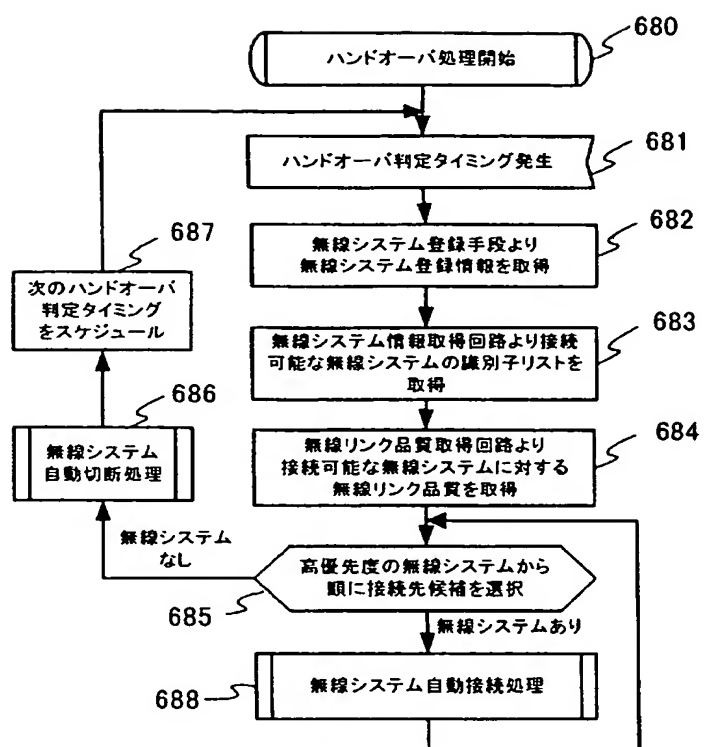 680
ハンドオーバ処理開始
681
ハンドオーバ判定タイミング発生
682
無線システム登録手段より
無線システム登録情報を取得
687
次のハンドオーバ
判定タイミング
をスケジュール
683
無線システム情報取得回路より接続
可能な無線システムの識別子リストを
取得
686
無線システム
自動切断処理
684
無線リンク品質取得回路より
接続可能な無線システムに対する
無線リンク品質を取得
無線システム
なし
高優先度の無線システムから
順に接続先候補を選択
685
無線システムあり
無線システム自動接続処理
688